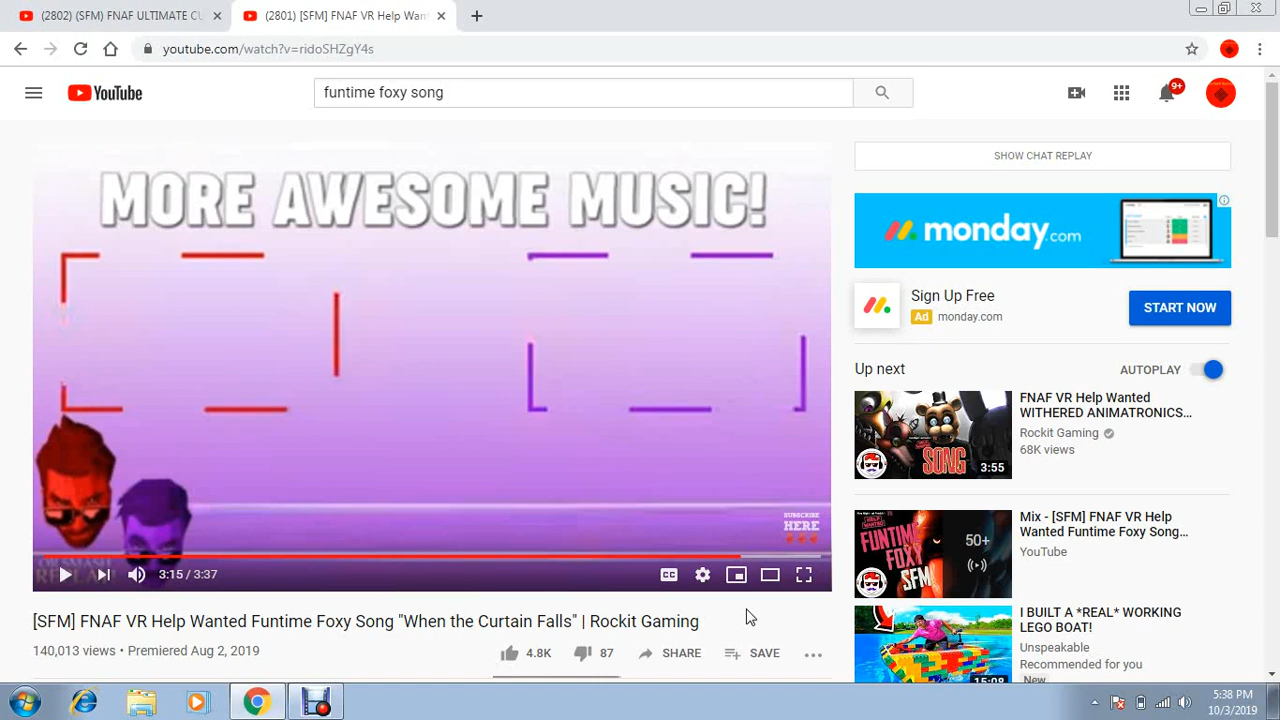 (2802) (SFM) FNAF ULTIMATE CU
(2801) [SFM] FNAF VR Help Wan
youtube.com/watch?v=ridoSHZgY4s
YouTube
funtime foxy song
9+
MORE AWESOME MUSIC!
SUBSCRIBE
HERE
3:15 / 3:37
CC
[SFM] FNAF VR Help Wanted Funtime Foxy Song "When the Curtain Falls" | Rockit Gaming
140,013 views • Premiered Aug 2, 2019
4.8K
87
SHARE
SAVE
SHOW CHAT REPLAY
monday.com
Sign Up Free
Ad monday.com
START NOW
Up next
AUTOPLAY
SONG
3:55
FNAF VR Help Wanted
WITHERED ANIMATRONICS...
Rockit Gaming
68K views
FUNTIME
FOXY
SFM
50+
Mix - [SFM] FNAF VR Help
Wanted Funtime Foxy Song...
YouTube
15:08
I BUILT A *REAL* WORKING
LEGO BOAT!
Unspeakable
Recommended for you
New
5:38 PM
10/3/2019